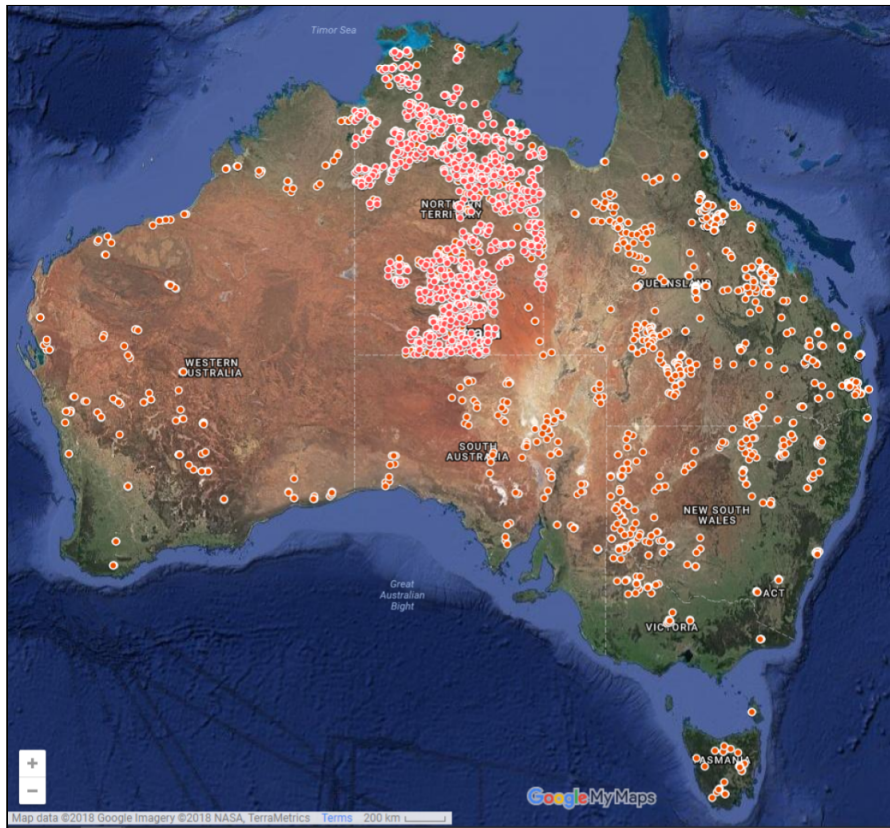 Timor Sea
NORTHERN
TERRITORY
QUEENSLAND
WESTERN
AUSTRALIA
SOUTH
AUSTRALIA
NEW SOUTH
WALES
Great
Australian
Bight
ACT
VICTORIA
TASMANIA
+
−
Google My Maps
Map data ©2018 Google Imagery ©2018 NASA, TerraMetrics Terms 200 km